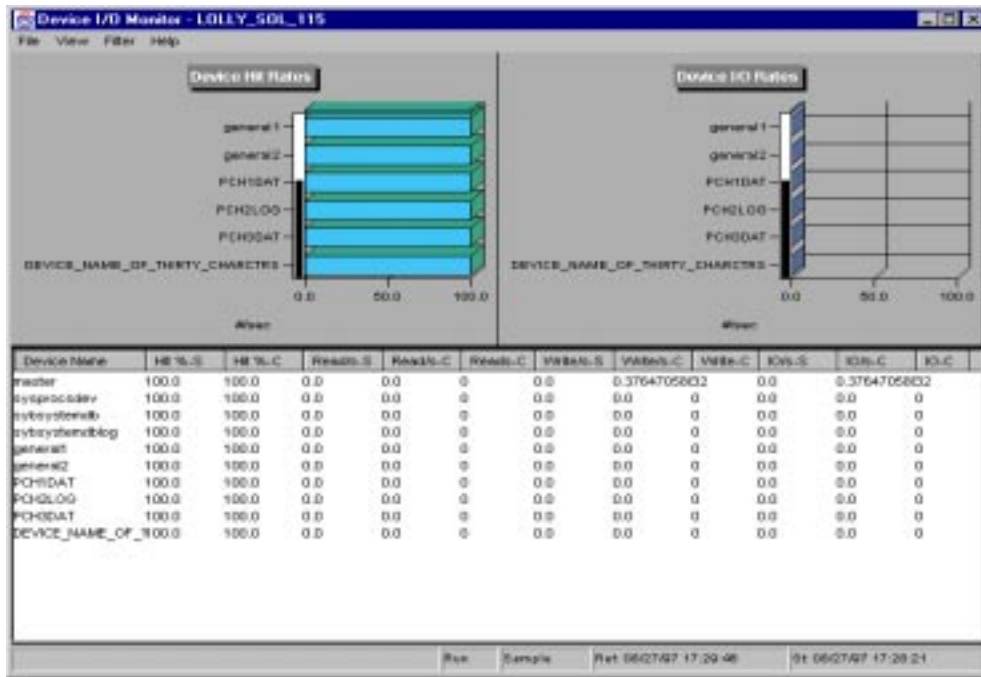 Device I/O Monitor - LOLLY_SOL_115
File View Filter Help
Device Hit Rates
general1
general2
PCH1DAT
PCH2LOG
PCH3DAT
DEVICE_NAME_OF_THIRTY_CHARCTRS
0.0 50.0 100.0
#/sec
Device I/O Rates
general1
general2
PCH1DAT
PCH2LOG
PCH3DAT
DEVICE_NAME_OF_THIRTY_CHARCTRS
0.0 50.0 100.0
#/sec
Device Name Hit %.-S Hit %.-C Read/s.-S Read/s.-C Reads.-C Write/s.-S Write/s.-C Write.-C IO/s.-S IO/s.-C IO.-C
master 100.0 100.0 0.0 0.0 0 0.0 0.37647058 32 0.0 0.37647058 32
sysprocsdev 100.0 100.0 0.0 0.0 0 0.0 0.0 0 0.0 0.0 0
sybsystemdb 100.0 100.0 0.0 0.0 0 0.0 0.0 0 0.0 0.0 0
sybsystemdblog 100.0 100.0 0.0 0.0 0 0.0 0.0 0 0.0 0.0 0
general1 100.0 100.0 0.0 0.0 0 0.0 0.0 0 0.0 0.0 0
general2 100.0 100.0 0.0 0.0 0 0.0 0.0 0 0.0 0.0 0
PCH1DAT 100.0 100.0 0.0 0.0 0 0.0 0.0 0 0.0 0.0 0
PCH2LOG 100.0 100.0 0.0 0.0 0 0.0 0.0 0 0.0 0.0 0
PCH3DAT 100.0 100.0 0.0 0.0 0 0.0 0.0 0 0.0 0.0 0
DEVICE_NAME_OF_T 100.0 100.0 0.0 0.0 0 0.0 0.0 0 0.0 0.0 0
Run Sample Ret: 06/27/97 17:29:46 St: 06/27/97 17:28:21